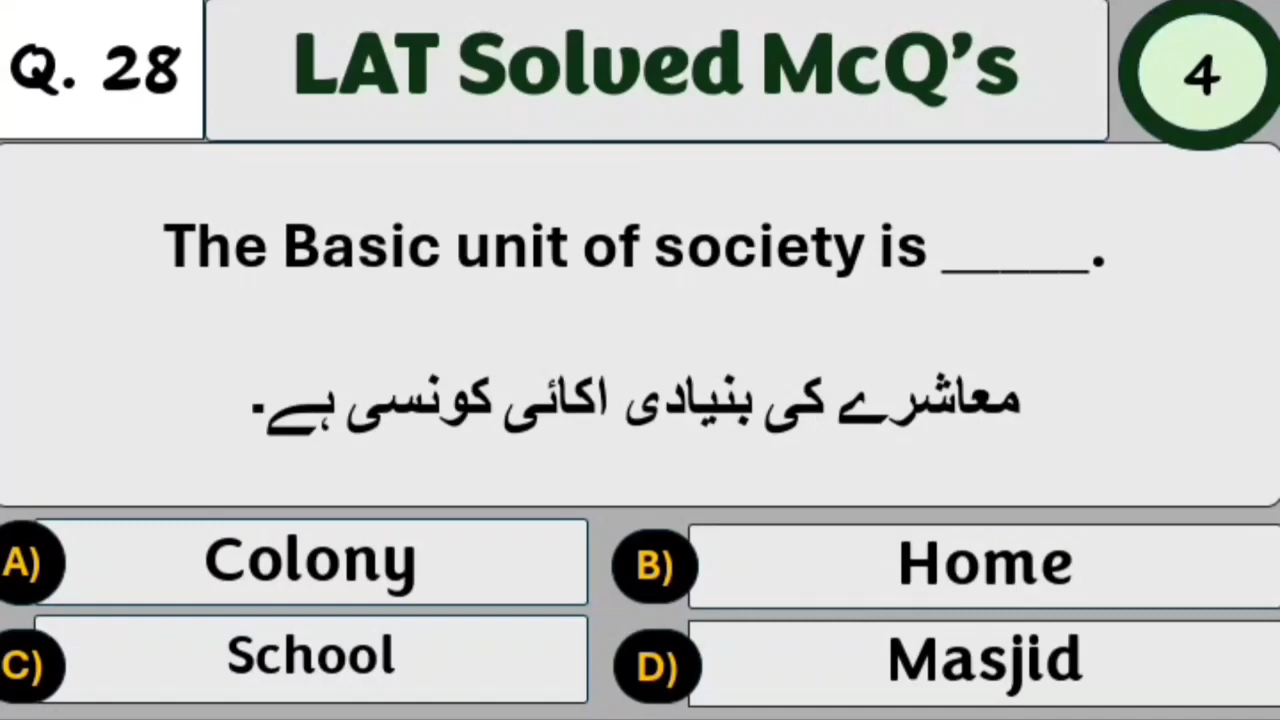 Q. 28
LAT Solved McQ's
4
The Basic unit of society is _____.
معاشرے کی بنیادی اکائی کونسی ہے۔
A) Colony
B) Home
C) School
D) Masjid